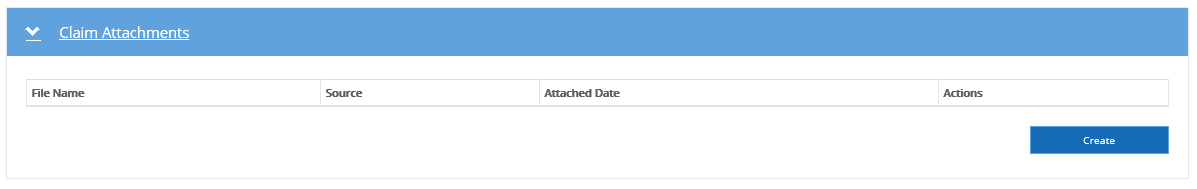 Claim Attachments
File Name Source Attached Date Actions
Create